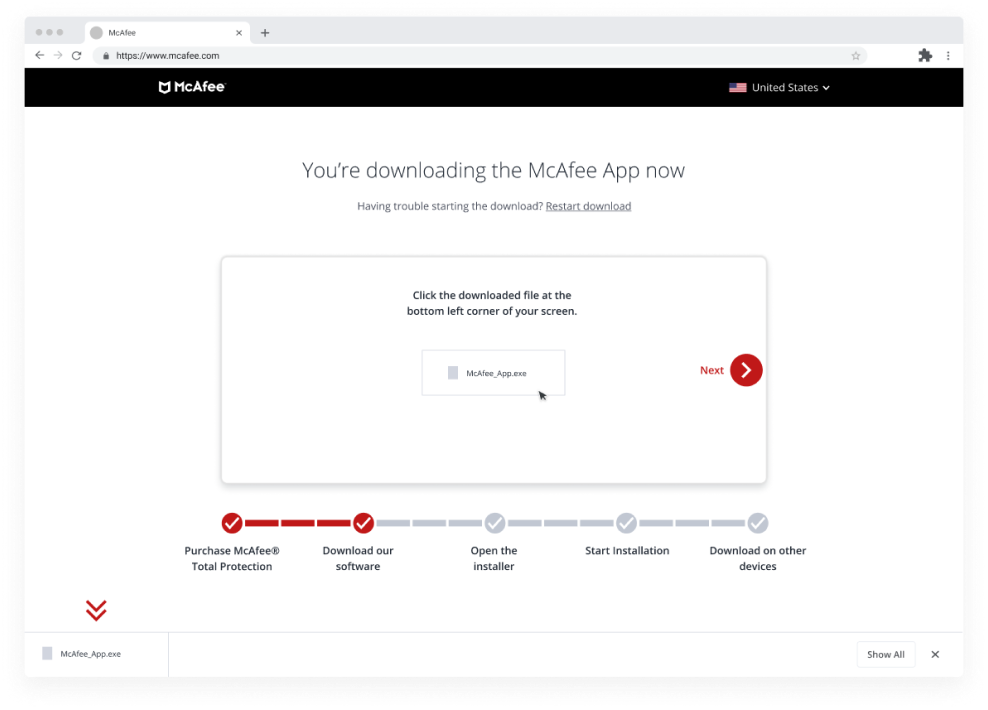 McAfee
https://www.mcafee.com
McAfee
United States
You're downloading the McAfee App now
Having trouble starting the download? Restart download
Click the downloaded file at the
bottom left corner of your screen.
McAfee_App.exe
Next
Purchase McAfee®
Total Protection
Download our
software
Open the
installer
Start Installation
Download on other
devices
McAfee_App.exe
Show All